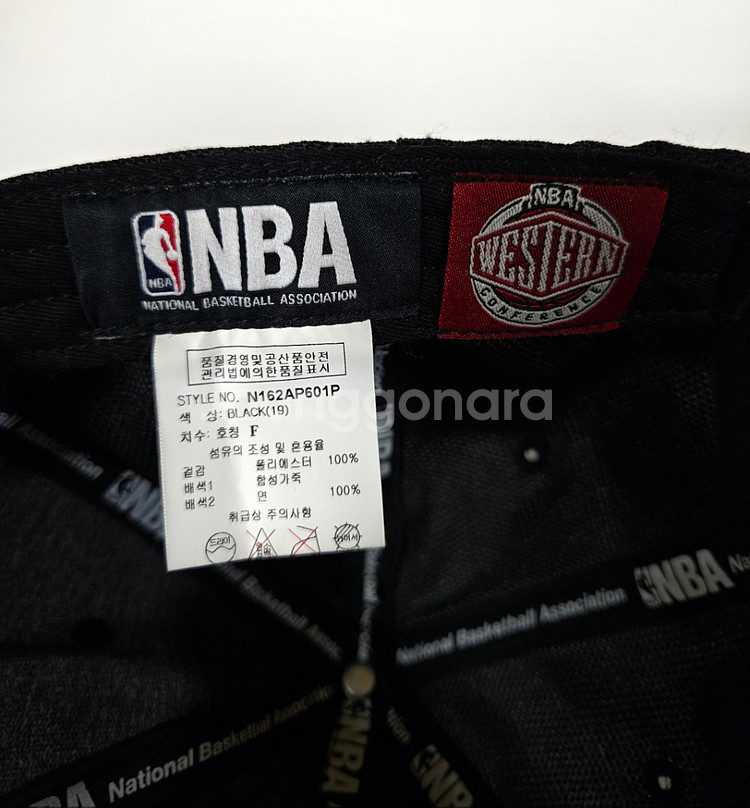 NBA
NBA
NATIONAL BASKETBALL ASSOCIATION
NBA
WESTERN
CONFERENCE
품질경영및공산품안전
관리법에의한품질표시
STYLE NO. N162AP601P
색 상: BLACK(19)
치수: 호칭 F
섬유의 조성 및 혼용율
겉감 폴리에스터 100%
배색1 합성가죽
배색2 면 100%
취급상 주의사항
드라이
National Basketball Association NBA
National Basketball Association
NBA
NBA
National Basketball Association
NBA